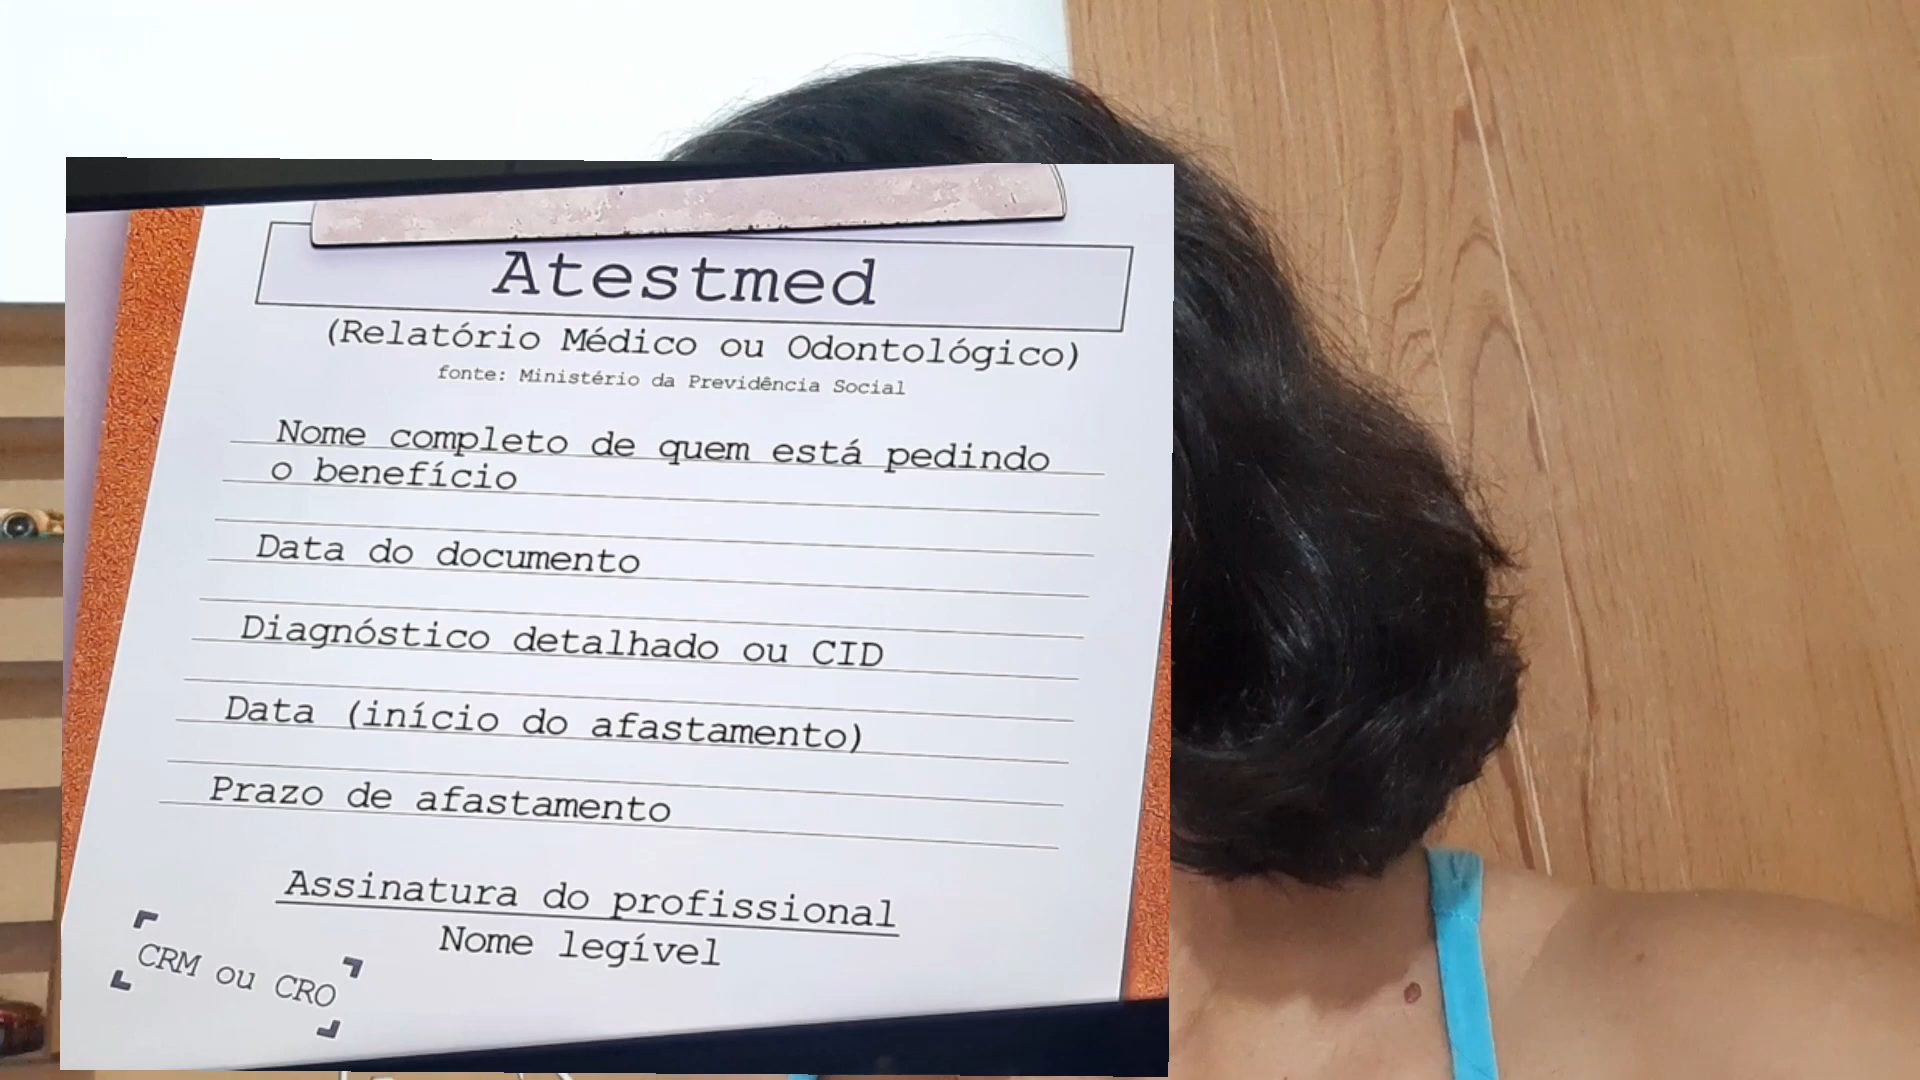 Atestmed
(Relatório Médico ou Odontológico)
fonte: Ministério da Previdência Social
Nome completo de quem está pedindo
o benefício
Data do documento
Diagnóstico detalhado ou CID
Data (início do afastamento)
Prazo de afastamento
Assinatura do profissional
Nome legível
CRM ou CRO